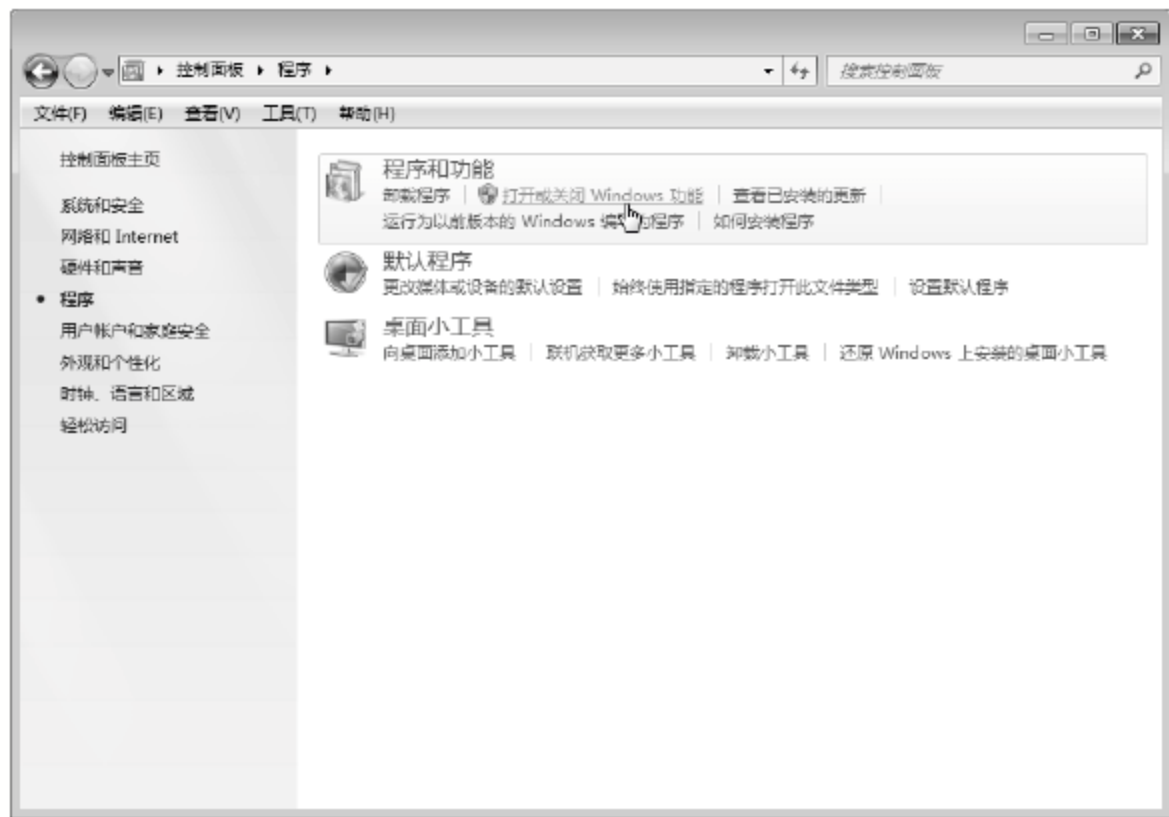 控制面板 程序 搜索控制面板
文件(F) 编辑(E) 查看(V) 工具(T) 帮助(H)
控制面板主页
系统和安全
网络和 Internet
硬件和声音
程序
用户帐户和家庭安全
外观和个性化
时钟、语言和区域
轻松访问
程序和功能
卸载程序 打开或关闭 Windows 功能 查看已安装的更新
运行为以前版本的 Windows 编写的程序 如何安装程序
默认程序
更改媒体或设备的默认设置 始终使用指定的程序打开此文件类型 设置默认程序
桌面小工具
向桌面添加小工具 联机获取更多小工具 卸载小工具 还原 Windows 上安装的桌面小工具